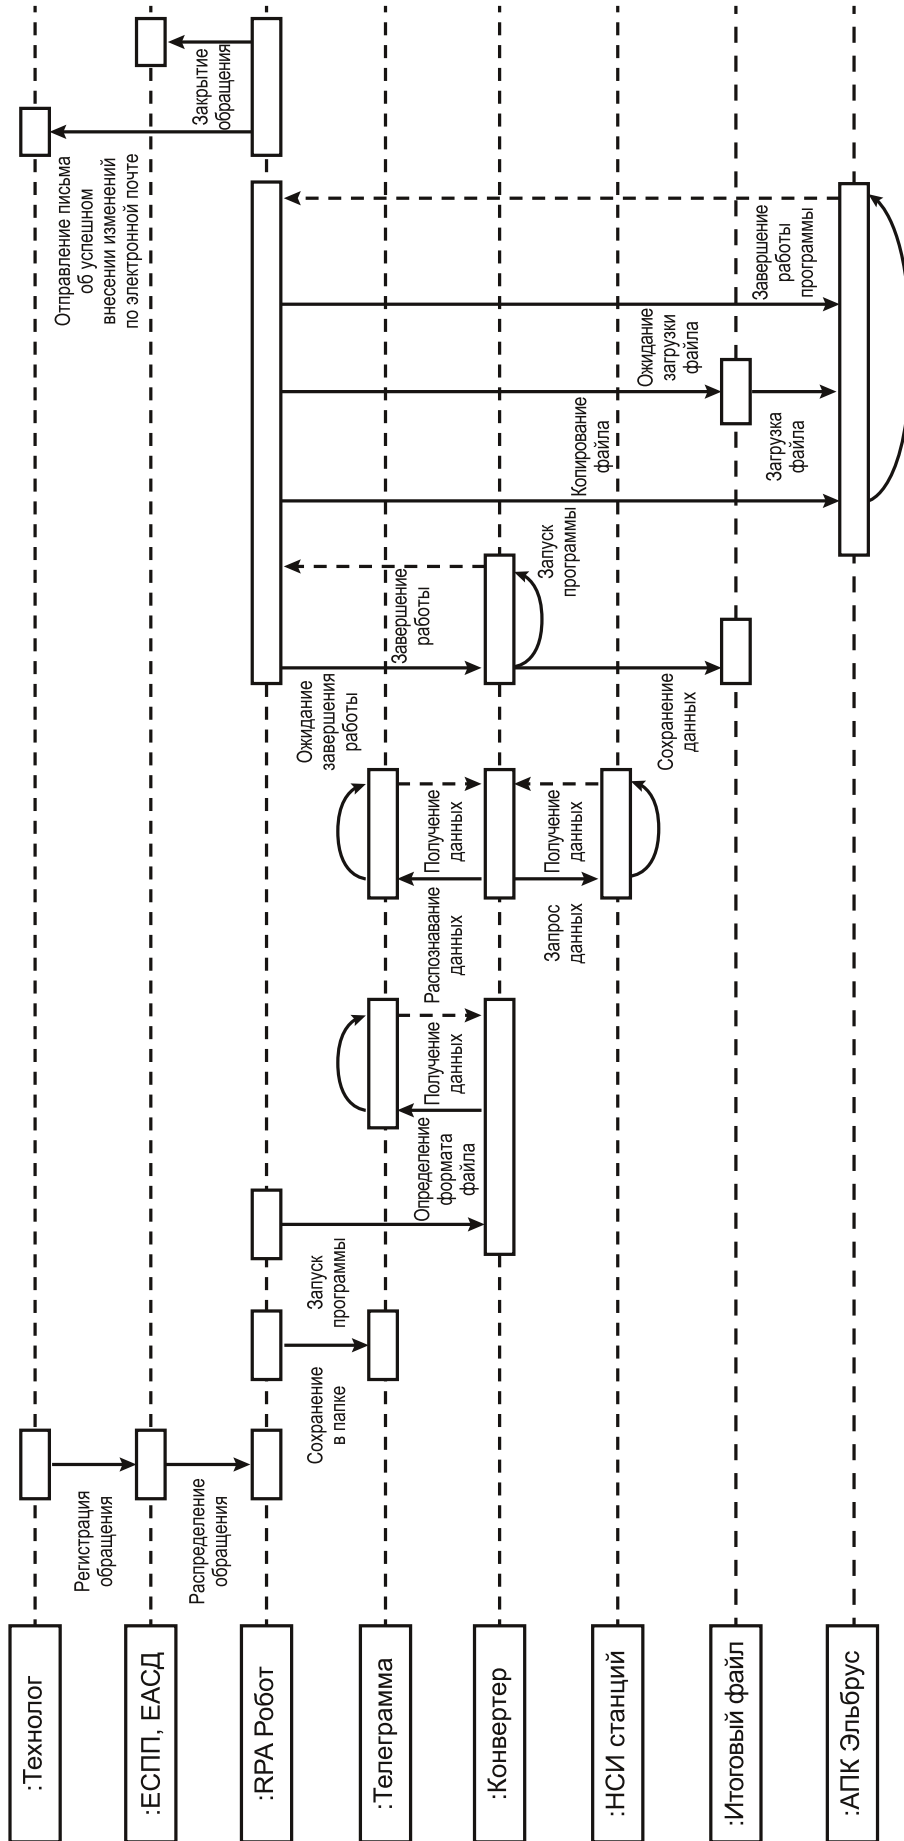 :Технолог
:ЕСПП, ЕАСД
:RPA Робот
:Телеграмма
:Конвертер
:НСИ станций
:Итоговый файл
:АПК Эльбрус
Регистрация
обращения
Распределение
обращения
Сохранение
в папке
Запуск
программы
Определение
формата
файла
Получение
данных
Распознавание
данных
Запрос
данных
Получение
данных
Получение
данных
Ожидание
завершения
работы
Сохранение
данных
Завершение
работы
Запуск
программы
Копирование
файла
Загрузка
файла
Ожидание
загрузки
файла
Завершение
работы
программы
Отправление письма
об успешном
внесении изменений
по электронной почте
Закрытие
обращения